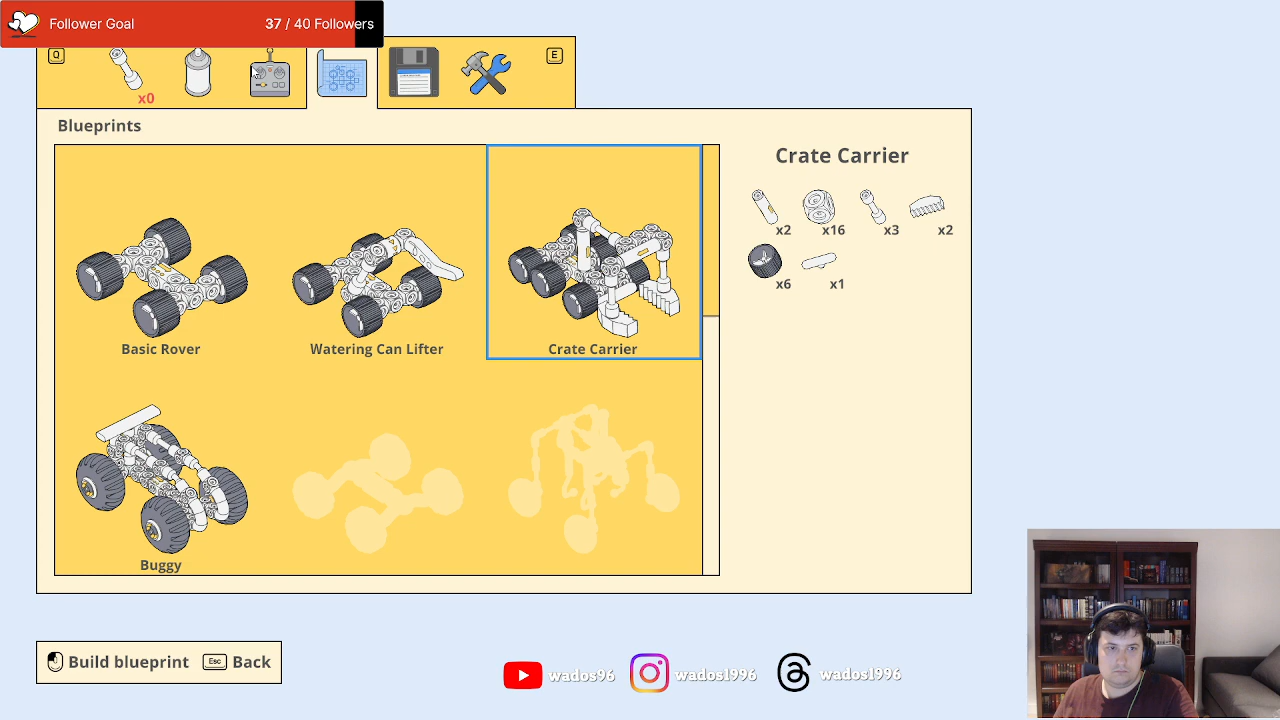 Follower Goal 37 / 40 Followers
Q
E
x0
Blueprints
Crate Carrier
x2 x16 x3 x2
x6 x1
Basic Rover Watering Can Lifter Crate Carrier
Buggy
Build blueprint Esc Back
wados96 wados1996 wados1996